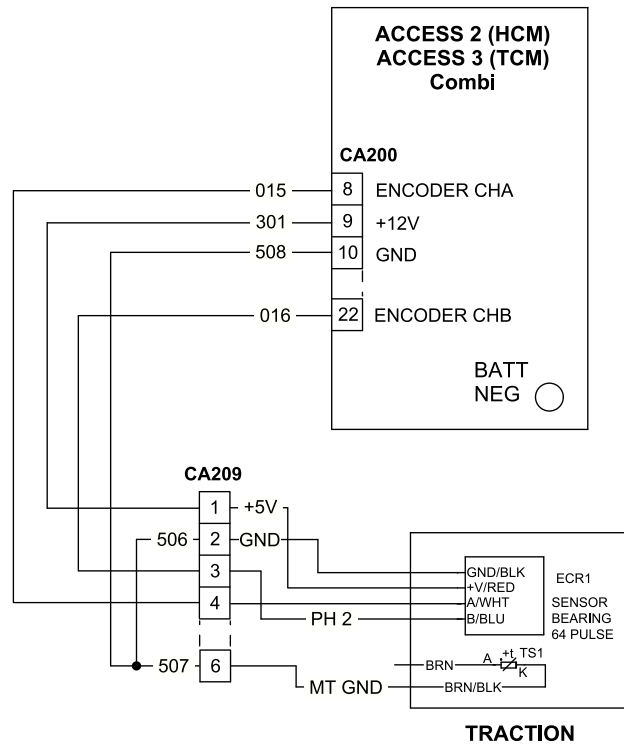 ACCESS 2 (HCM)
ACCESS 3 (TCM)
Combi
CA200
015 8 ENCODER CHA
301 9 +12V
508 10 GND
016 22 ENCODER CHB
BATT
NEG
CA209
1 +5V
506 2 GND
3
4
PH 2
507 6
MT GND
GND/BLK
+V/RED
A/WHT
B/BLU
ECR1
SENSOR
BEARING
64 PULSE
BRN A +t TS1
K
BRN/BLK
TRACTION